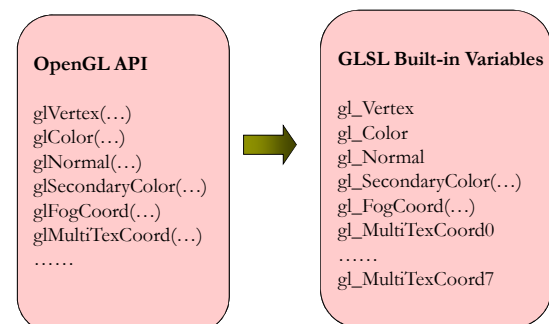 OpenGL API
glVertex(…)
glColor(…)
glNormal(…)
glSecondaryColor(…)
glFogCoord(…)
glMultiTexCoord(…)
……
GLSL Built-in Variables
gl_Vertex
gl_Color
gl_Normal
gl_SecondaryColor(…)
gl_FogCoord(…)
gl_MultiTexCoord0
……
gl_MultiTexCoord7